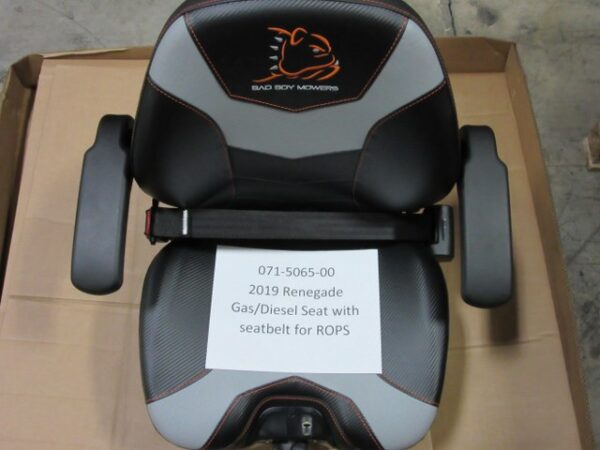 BAD BOY MOWERS
071-5065-00
2019 Renegade
Gas/Diesel Seat with
seatbelt for ROPS